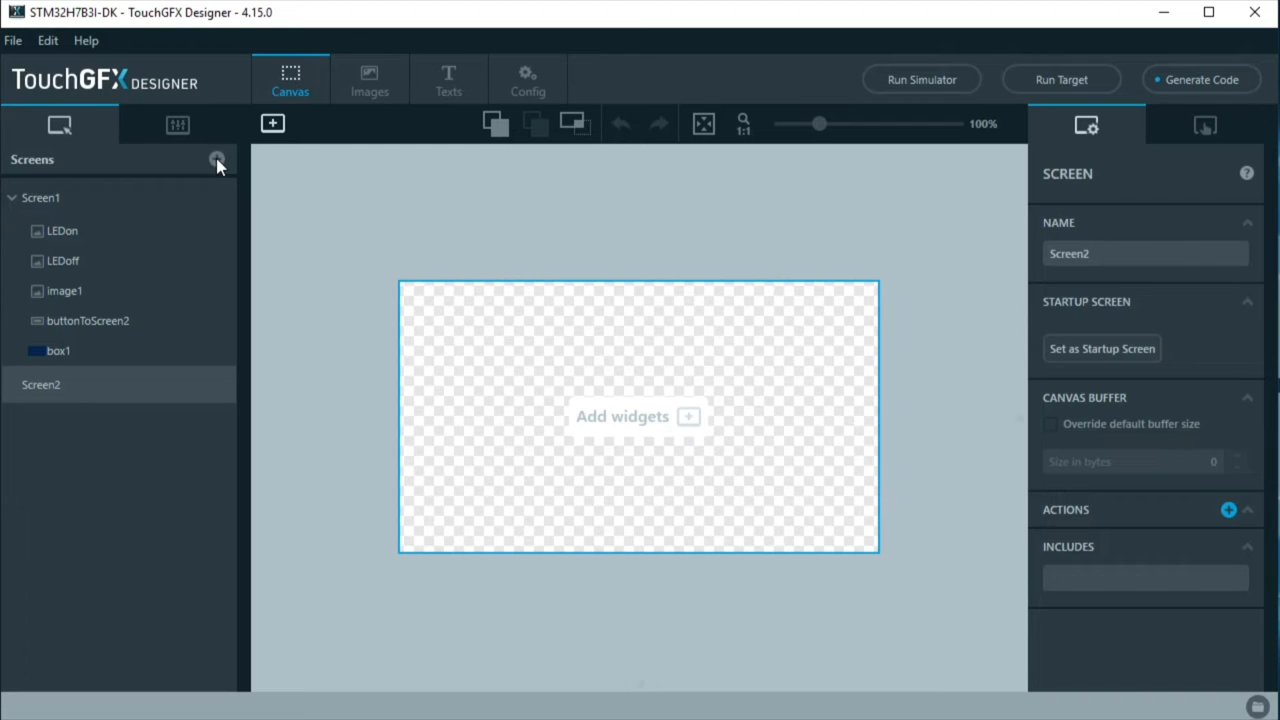 STM32H7B3I-DK - TouchGFX Designer - 4.15.0
File Edit Help
TouchGFX DESIGNER
Canvas
Images
Texts
Config
Run Simulator
Run Target
Generate Code
1:1
100%
Screens
Screen1
LEDon
LEDoff
image1
buttonToScreen2
box1
Screen2
Add widgets
SCREEN
NAME
Screen2
STARTUP SCREEN
Set as Startup Screen
CANVAS BUFFER
Override default buffer size
Size in bytes 0
ACTIONS
INCLUDES